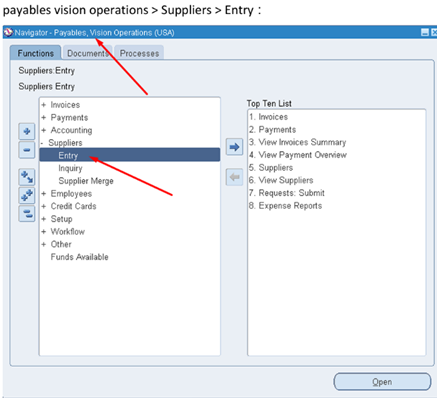 payables vision operations > Suppliers > Entry：
Navigator - Payables, Vision Operations (USA)
Functions Documents Processes
Suppliers:Entry
Suppliers Entry
+ Invoices
+ Payments
+ Accounting
- Suppliers
Entry
Inquiry
Supplier Merge
+ Employees
+ Credit Cards
+ Setup
+ Workflow
+ Other
Funds Available
Top Ten List
1. Invoices
2. Payments
3. View Invoices Summary
4. View Payment Overview
5. Suppliers
6. View Suppliers
7. Requests: Submit
8. Expense Reports
Open